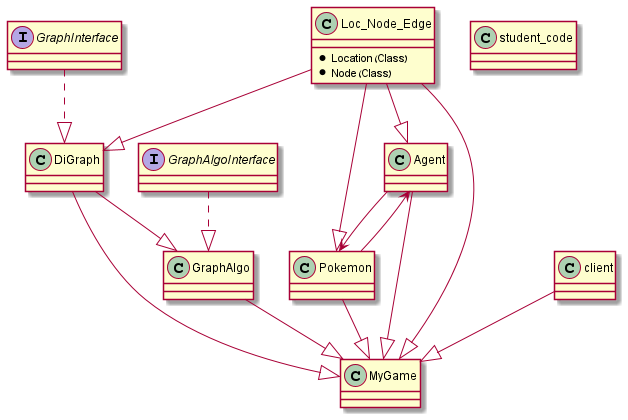 I GraphInterface
C Loc_Node_Edge
Location (Class)
Node (Class)
C student_code
C DiGraph
I GraphAlgoInterface
C Agent
C GraphAlgo
C Pokemon
C client
C MyGame